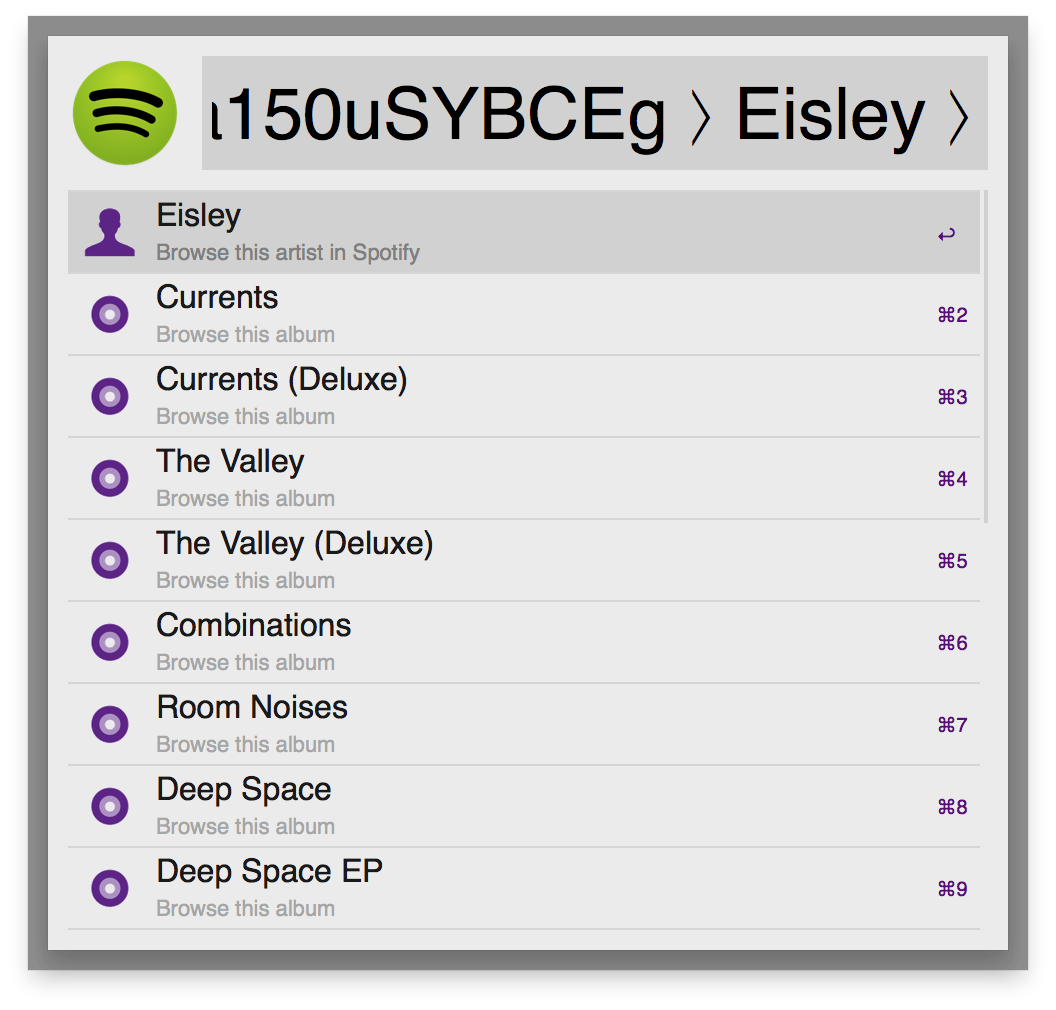 150uSYBCEg 〉 Eisley 〉
Eisley
Browse this artist in Spotify
↩
Currents
Browse this album
⌘2
Currents (Deluxe)
Browse this album
⌘3
The Valley
Browse this album
⌘4
The Valley (Deluxe)
Browse this album
⌘5
Combinations
Browse this album
⌘6
Room Noises
Browse this album
⌘7
Deep Space
Browse this album
⌘8
Deep Space EP
Browse this album
⌘9